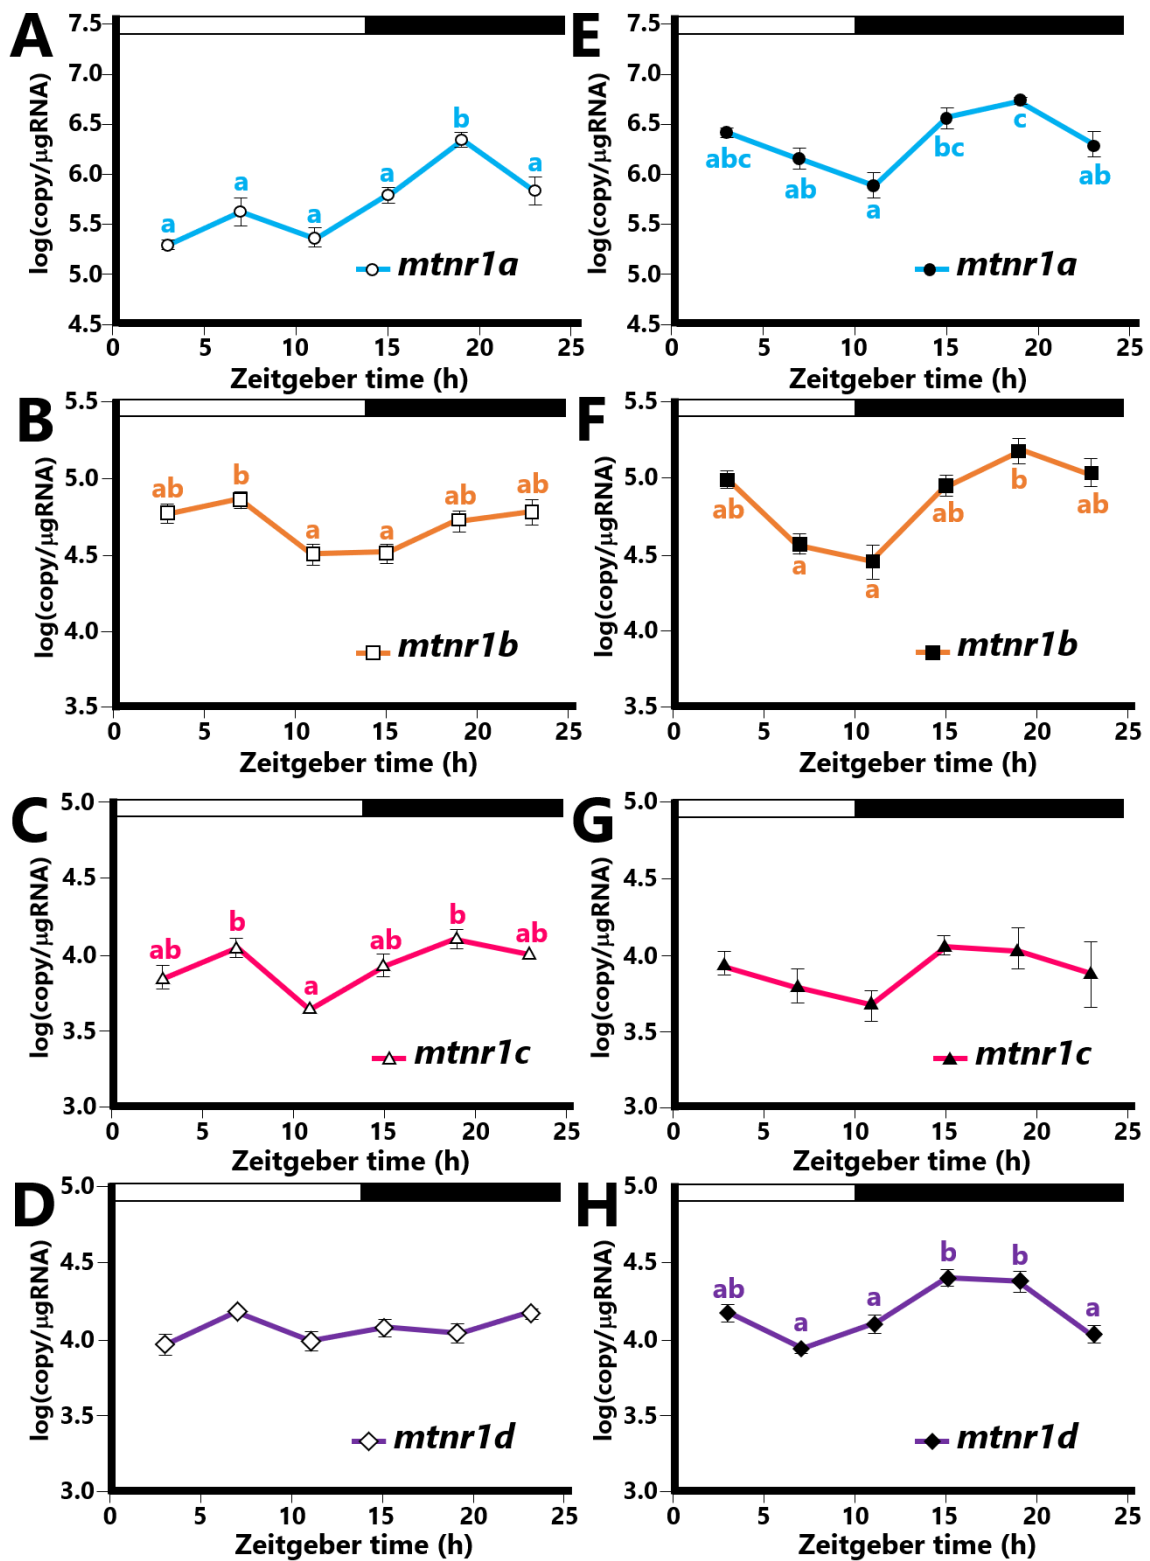 A
7.5
7.0
6.5
6.0
5.5
5.0
4.5
log(copy/µgRNA)
a
a
a
a
b
a
mtnr1a
0 5 10 15 20 25
Zeitgeber time (h)
E
7.5
7.0
6.5
6.0
5.5
5.0
4.5
log(copy/µgRNA)
abc
ab
a
bc
c
ab
mtnr1a
0 5 10 15 20 25
Zeitgeber time (h)
B
5.5
5.0
4.5
4.0
3.5
log(copy/µgRNA)
ab
b
a
a
ab
ab
mtnr1b
0 5 10 15 20 25
Zeitgeber time (h)
F
5.5
5.0
4.5
4.0
3.5
log(copy/µgRNA)
ab
a
a
ab
b
ab
mtnr1b
0 5 10 15 20 25
Zeitgeber time (h)
C
5.0
4.5
4.0
3.5
3.0
log(copy/µgRNA)
ab
b
a
ab
b
ab
mtnr1c
0 5 10 15 20 25
Zeitgeber time (h)
G
5.0
4.5
4.0
3.5
3.0
log(copy/µgRNA)
mtnr1c
0 5 10 15 20 25
Zeitgeber time (h)
D
5.0
4.5
4.0
3.5
3.0
log(copy/µgRNA)
mtnr1d
0 5 10 15 20 25
Zeitgeber time (h)
H
5.0
4.5
4.0
3.5
3.0
log(copy/µgRNA)
ab
a
a
b
b
a
mtnr1d
0 5 10 15 20 25
Zeitgeber time (h)